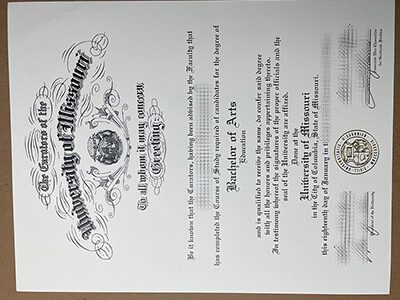 The Curators of the
University of Missouri
To all whom it may concern
Greeting
Be it known that the Curators, having been advised by the Faculty that
has completed the Course of Study required of candidates for the degree of
Bachelor of Arts
Education
and is qualified to receive the same, do confer said degree
with all the honors and privileges appertaining thereto.
In testimony whereof the signatures of the proper officials and the
seal of the University are affixed.
Done at the
University of Missouri
in the City of Columbia, State of Missouri,
this eighteenth day of January in